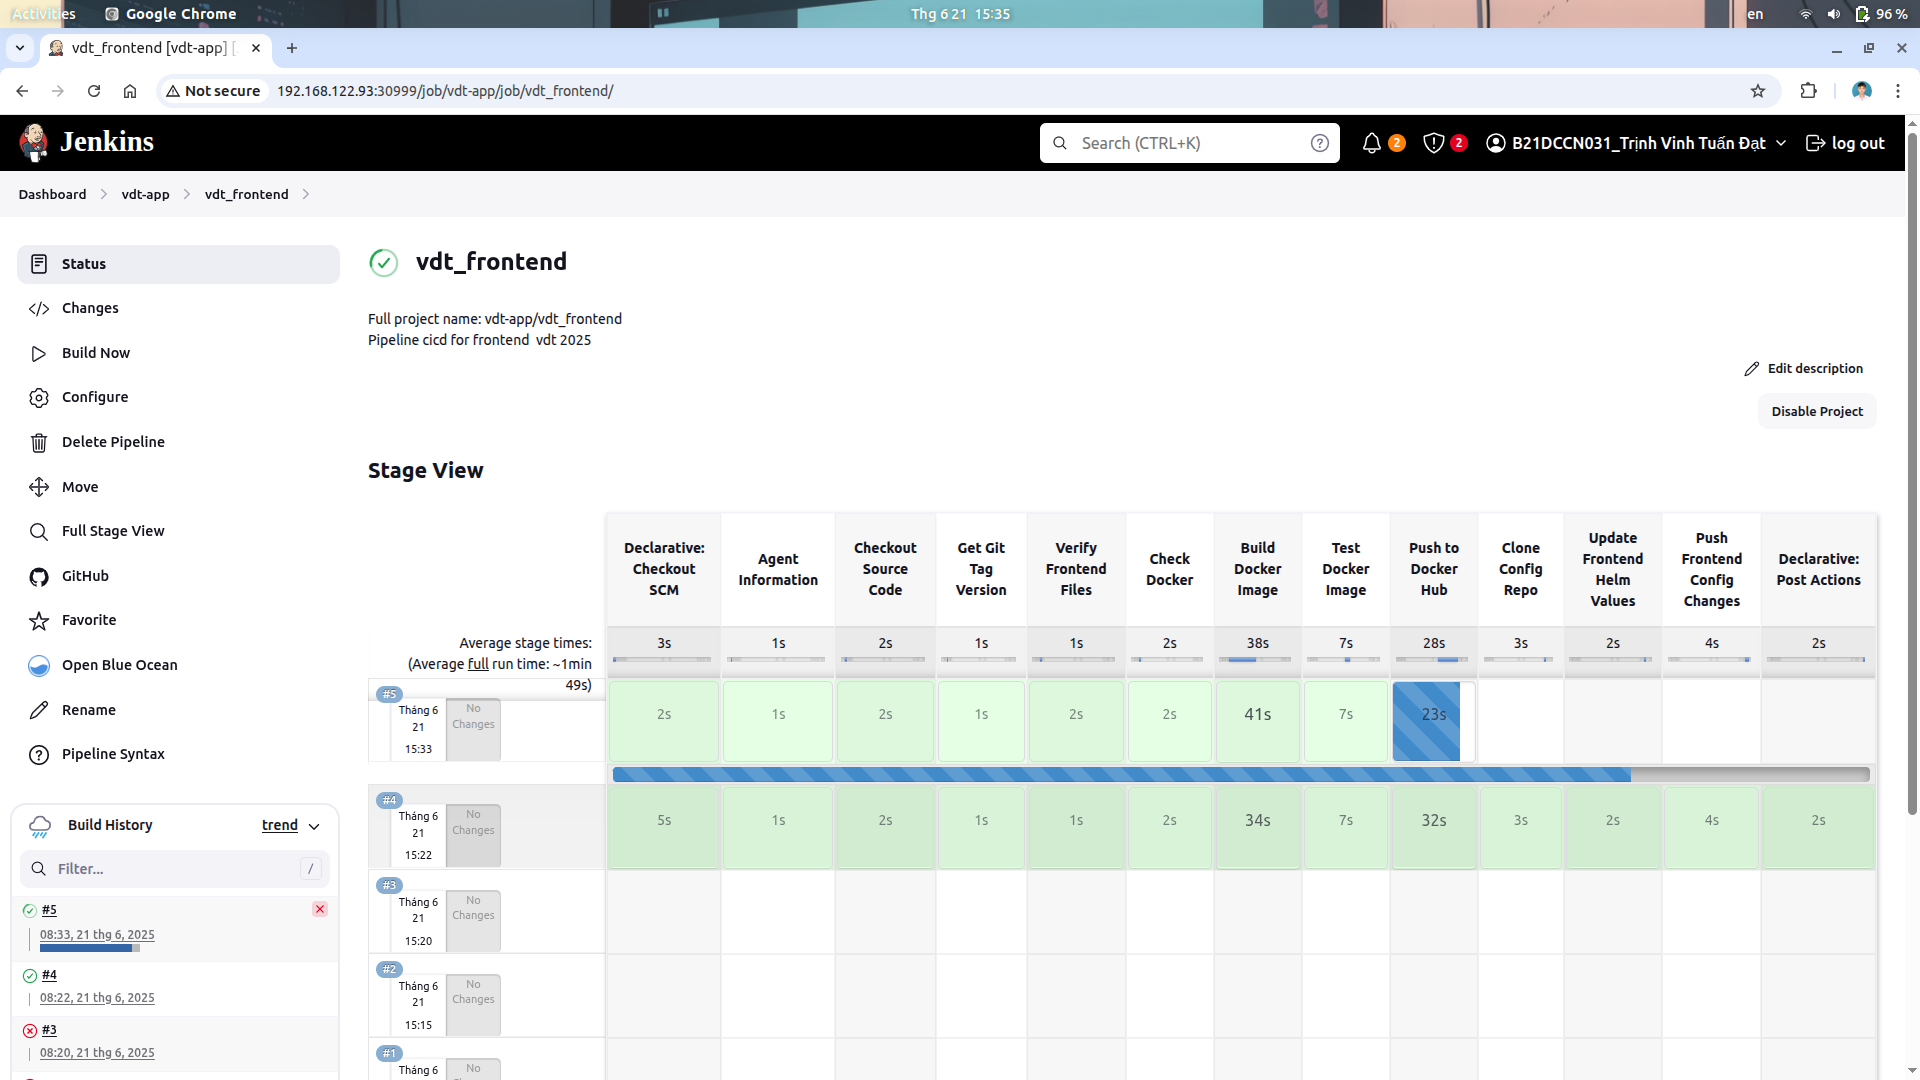 Activities
Google Chrome
Thg 6 21 15:35
en
96 %
vdt_frontend [vdt-app] [
Not secure
192.168.122.93:30999/job/vdt-app/job/vdt_frontend/
Jenkins
Search (CTRL+K)
?
2
2
B21DCCN031_Trịnh Vinh Tuấn Đạt
log out
Dashboard
vdt-app
vdt_frontend
Status
Changes
Build Now
Configure
Delete Pipeline
Move
Full Stage View
GitHub
Favorite
Open Blue Ocean
Rename
Pipeline Syntax
Build History
trend
Filter...
/
#5
08:33, 21 thg 6, 2025
#4
08:22, 21 thg 6, 2025
#3
08:20, 21 thg 6, 2025
vdt_frontend
Full project name: vdt-app/vdt_frontend
Pipeline cicd for frontend vdt 2025
Edit description
Disable Project
Stage View
Declarative: Checkout SCM
Agent Information
Checkout Source Code
Get Git Tag Version
Verify Frontend Files
Check Docker
Build Docker Image
Test Docker Image
Push to Docker Hub
Clone Config Repo
Update Frontend Helm Values
Push Frontend Config Changes
Declarative: Post Actions
Average stage times:
(Average full run time: ~1min
49s)
3s 1s 2s 1s 1s 2s 38s 7s 28s 3s 2s 4s 2s
#5
Tháng 6
21
15:33
No
Changes
2s 1s 2s 1s 2s 2s 41s 7s 23s
#4
Tháng 6
21
15:22
No
Changes
5s 1s 2s 1s 1s 2s 34s 7s 32s 3s 2s 4s 2s
#3
Tháng 6
21
15:20
No
Changes
#2
Tháng 6
21
15:15
No
Changes
#1
Tháng 6
No